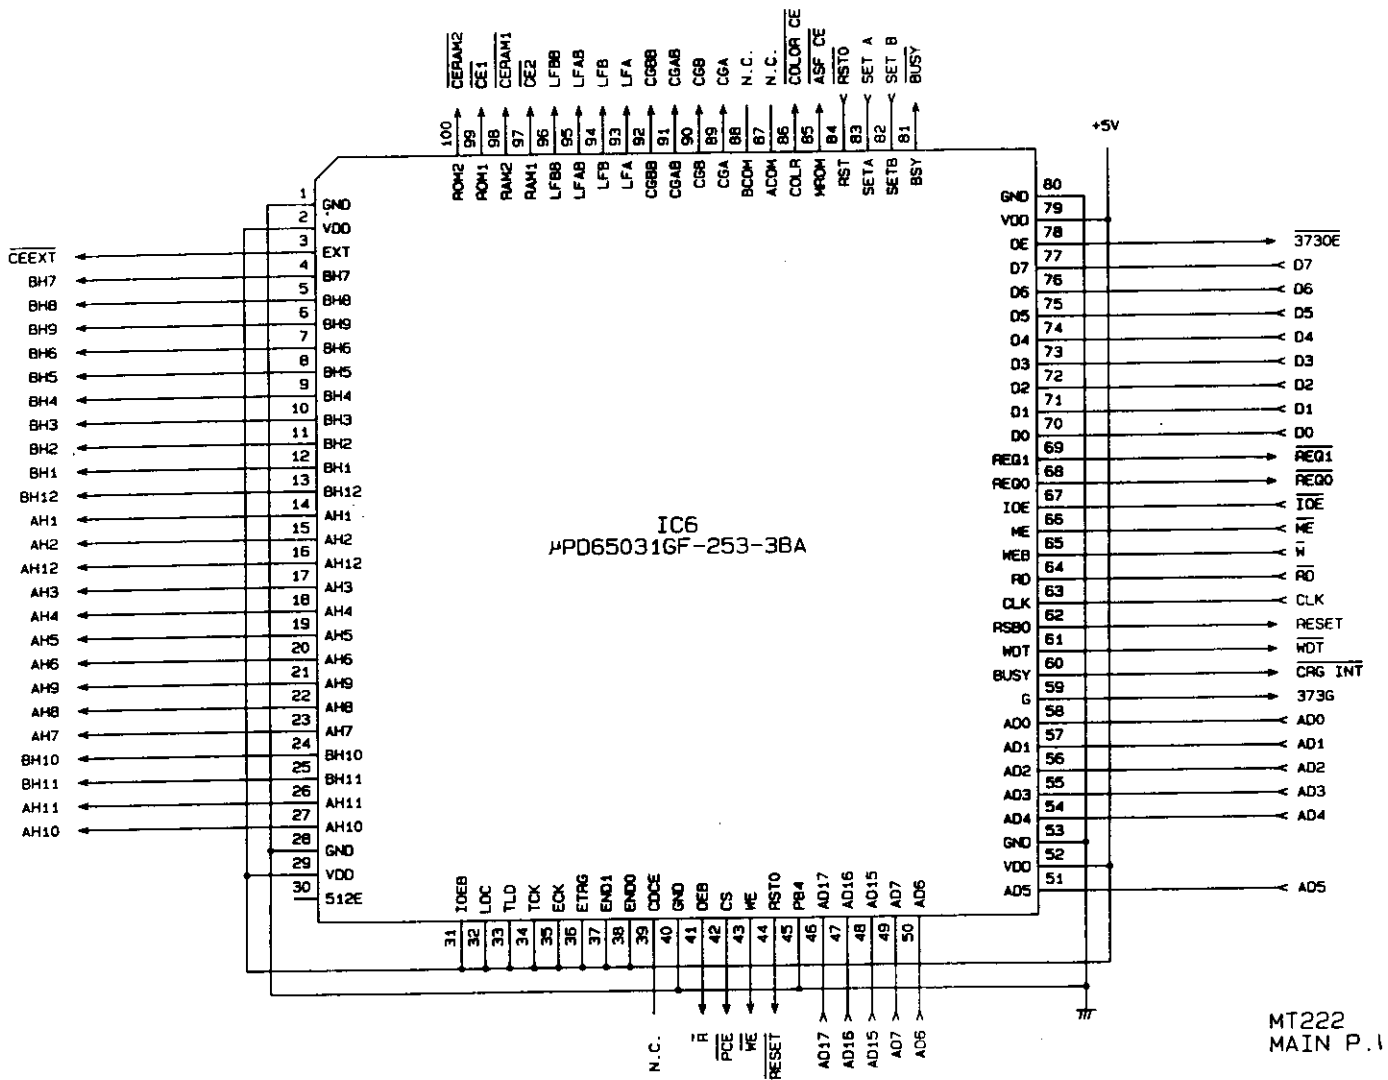 CERAM2 CE1 CERAM1 CE2 LFBB LFAB LFB LFA CGBB CGAB CGB CGA N.C. N.C. COLOR CE ASF CE RST0 SET A SET B BUSY
100 99 98 97 96 95 94 93 92 91 90 89 88 87 86 85 84 83 82 81
ROM2 ROM1 RAM2 RAM1 LFBB LFAB LFB LFA CGBB CGAB CGB CGA BCOM ACOM COLR MROM RST SETA SETB BSY
+5V
1 GND
2 VDD
CEEXT 3 EXT
BH7 4 BH7
BH8 5 BH8
BH9 6 BH9
BH6 7 BH6
BH5 8 BH5
BH4 9 BH4
BH3 10 BH3
BH2 11 BH2
BH1 12 BH1
BH12 13 BH12
AH1 14 AH1
AH2 15 AH2
AH12 16 AH12
AH3 17 AH3
AH4 18 AH4
AH5 19 AH5
AH6 20 AH6
AH9 21 AH9
AH8 22 AH8
AH7 23 AH7
BH10 24 BH10
BH11 25 BH11
AH11 26 AH11
AH10 27 AH10
28 GND
29 VDD
30 512E
IC6
μPD65031GF-253-3BA
GND 80
VDD 79
OE 78 373OE
D7 77 D7
D6 76 D6
D5 75 D5
D4 74 D4
D3 73 D3
D2 72 D2
D1 71 D1
D0 70 D0
REQ1 69 REQ1
REQ0 68 REQ0
IOE 67 IOE
ME 66 ME
WEB 65 W
RD 64 RD
CLK 63 CLK
RSBO 62 RESET
WDT 61 WDT
BUSY 60 CRG INT
G 59 373G
AD0 58 AD0
AD1 57 AD1
AD2 56 AD2
AD3 55 AD3
AD4 54 AD4
GND 53
VDD 52
AD5 51 AD5
IOEB LDC TLD TCK ECK ETRG END1 END0 CDCE GND OEB CS WE RSTO PB4 AD17 AD16 AD15 AD7 AD6
31 32 33 34 35 36 37 38 39 40 41 42 43 44 45 46 47 48 49 50
N.C. R PCE WE RESET AD17 AD16 AD15 AD7 AD6
MT222
MAIN P.